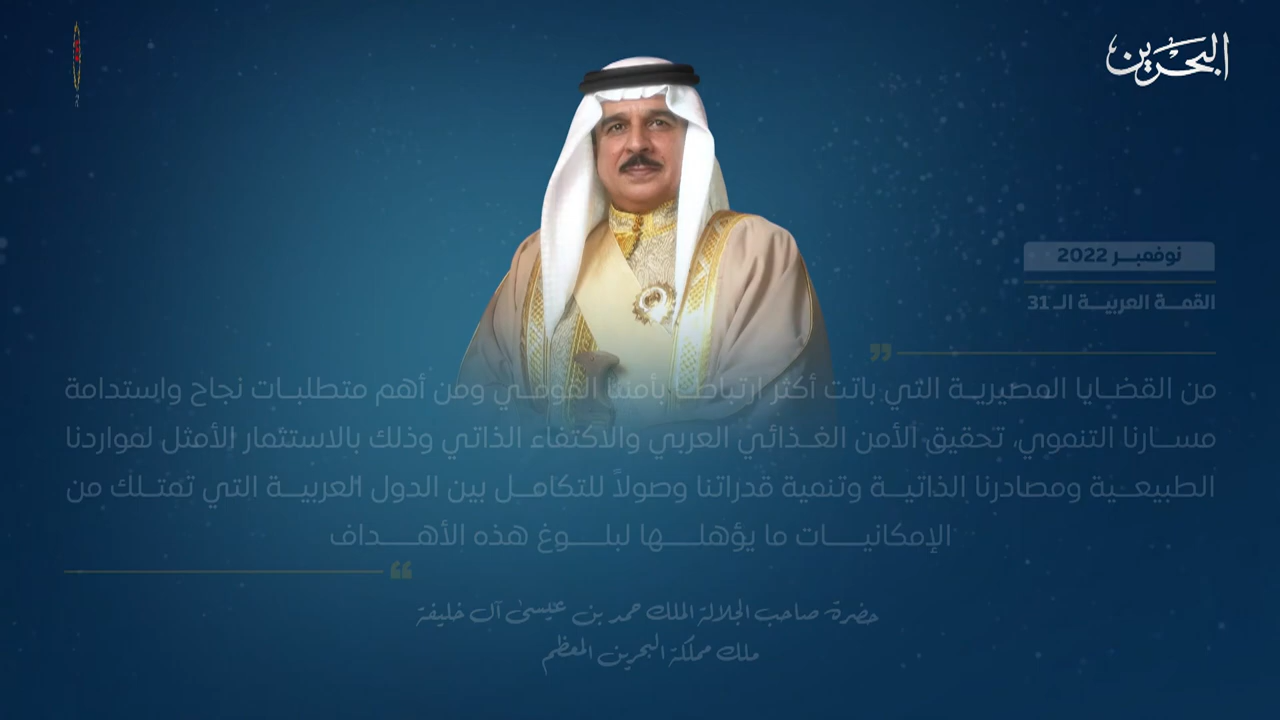 البحرين
نوفمبر 2022
القمة العربية الـ 31
من القضايا المصيرية التي باتت أكثر ارتباطاً بأمننا القومي ومن أهم متطلبات نجاح واستدامة
مسارنا التنموي، تحقيق الأمن الغذائي العربي والاكتفاء الذاتي وذلك بالاستثمار الأمثل لمواردنا
الطبيعية ومصادرنا الذاتية وتنمية قدراتنا وصولاً للتكامل بين الدول العربية التي تمتلك من
الإمكانيات ما يؤهلها لبلوغ هذه الأهداف
حضرة صاحب الجلالة الملك حمد بن عيسى آل خليفة
ملك مملكة البحرين المعظم